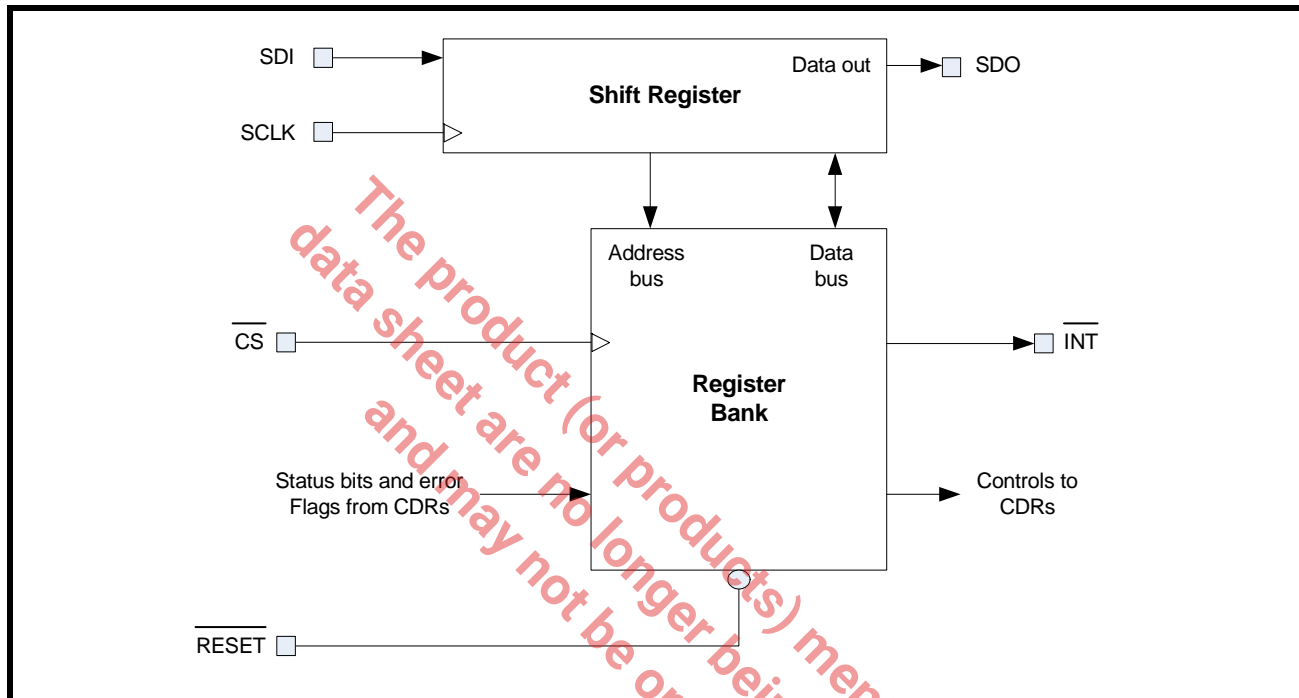 SDI
Data out
SDO
Shift Register
SCLK
Address
bus
Data
bus
CS
INT
Register
Bank
Status bits and error
Flags from CDRs
Controls to
CDRs
RESET
The product (or products) men
data sheet are no longer bein
and may not be or